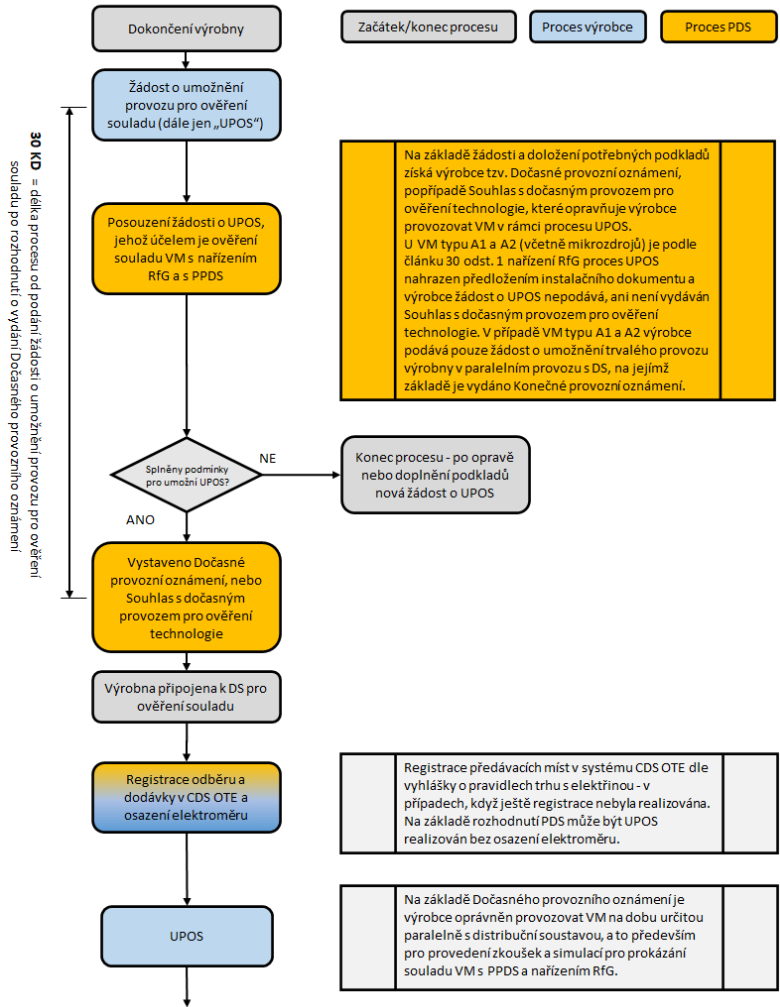 Dokončení výrobny
Začátek/konec procesu
Proces výrobce
Proces PDS
Žádost o umožnění
provozu pro ověření
souladu (dále jen „UPOS“)
30 KD = délka procesu od podání žádosti o umožnění provozu pro ověření
souladu po rozhodnutí o vydání Dočasného provozního oznámení
Posouzení žádosti o UPOS,
jehož účelem je ověření
souladu VM s nařízením
RfG a s PPDS
Na základě žádosti a doložení potřebných podkladů
získá výrobce tzv. Dočasné provozní oznámení,
popřípadě Souhlas s dočasným provozem pro
ověření technologie, které opravňuje výrobce
provozovat VM v rámci procesu UPOS.
U VM typu A1 a A2 (včetně mikrozdrojů) je podle
článku 30 odst. 1 nařízení RfG proces UPOS
nahrazen předložením instalačního dokumentu a
výrobce žádost o UPOS nepodává, ani není vydáván
Souhlas s dočasným provozem pro ověření
technologie. V případě VM typu A1 a A2 výrobce
podává pouze žádost o umožnění trvalého provozu
výrobny v paralelním provozu s DS, na jejímž
základě je vydáno Konečné provozní oznámení.
Splněny podmínky
pro umožní UPOS?
NE
Konec procesu - po opravě
nebo doplnění podkladů
nová žádost o UPOS
ANO
Vystaveno Dočasné
provozní oznámení, nebo
Souhlas s dočasným
provozem pro ověření
technologie
Výrobna připojena k DS pro
ověření souladu
Registrace odběru a
dodávky v CDS OTE a
osazení elektroměru
Registrace předávacích míst v systému CDS OTE dle
vyhlášky o pravidlech trhu s elektřinou - v
případech, když ještě registrace nebyla realizována.
Na základě rozhodnutí PDS může být UPOS
realizován bez osazení elektroměru.
UPOS
Na základě Dočasného provozního oznámení je
výrobce oprávněn provozovat VM na dobu určitou
paralelně s distribuční soustavou, a to především
pro provedení zkoušek a simulací pro prokázání
souladu VM s PPDS a nařízením RfG.